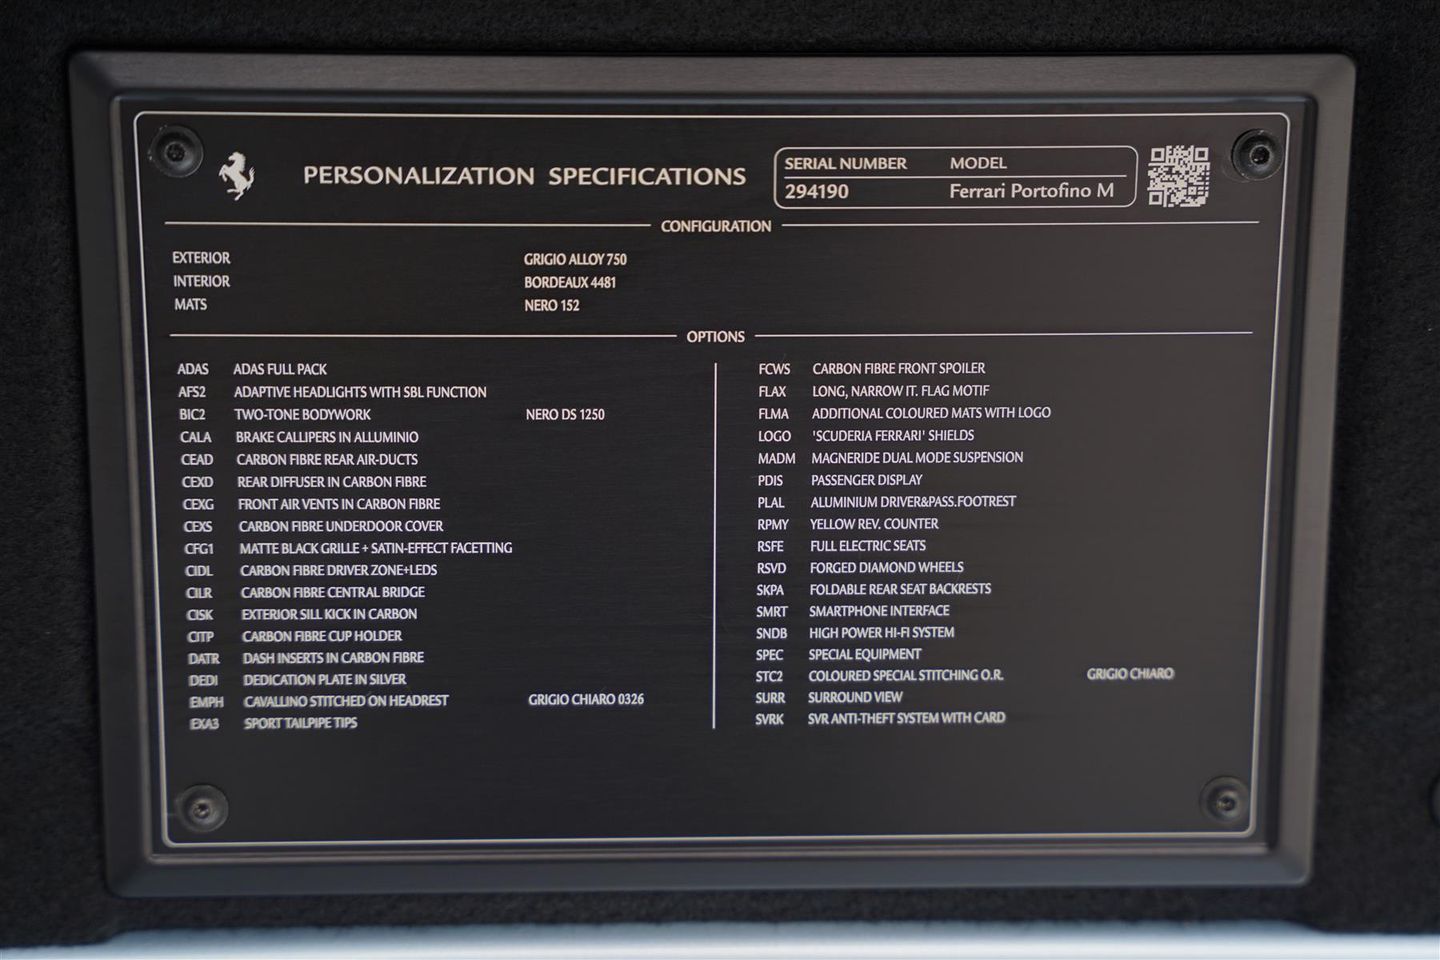 PERSONALIZATION SPECIFICATIONS
SERIAL NUMBER MODEL
294190 Ferrari Portofino M
CONFIGURATION
EXTERIOR GRIGIO ALLOY 750
INTERIOR BORDEAUX 4481
MATS NERO 152
OPTIONS
ADAS ADAS FULL PACK
AFS2 ADAPTIVE HEADLIGHTS WITH SBL FUNCTION
BIC2 TWO-TONE BODYWORK NERO DS 1250
CALA BRAKE CALLIPERS IN ALLUMINIO
CEAD CARBON FIBRE REAR AIR-DUCTS
CEXD REAR DIFFUSER IN CARBON FIBRE
CEXG FRONT AIR VENTS IN CARBON FIBRE
CEXS CARBON FIBRE UNDERDOOR COVER
CFG1 MATTE BLACK GRILLE + SATIN-EFFECT FACETTING
CIDL CARBON FIBRE DRIVER ZONE+LEDS
CILR CARBON FIBRE CENTRAL BRIDGE
CISK EXTERIOR SILL KICK IN CARBON
CITP CARBON FIBRE CUP HOLDER
DATR DASH INSERTS IN CARBON FIBRE
DEDI DEDICATION PLATE IN SILVER
EMPH CAVALLINO STITCHED ON HEADREST GRIGIO CHIARO 0326
EXA3 SPORT TAILPIPE TIPS
FCWS CARBON FIBRE FRONT SPOILER
FLAX LONG, NARROW IT. FLAG MOTIF
FLMA ADDITIONAL COLOURED MATS WITH LOGO
LOGO 'SCUDERIA FERRARI' SHIELDS
MADM MAGNERIDE DUAL MODE SUSPENSION
PDIS PASSENGER DISPLAY
PLAL ALUMINIUM DRIVER&PASS.FOOTREST
RPMY YELLOW REV. COUNTER
RSFE FULL ELECTRIC SEATS
RSVD FORGED DIAMOND WHEELS
SKPA FOLDABLE REAR SEAT BACKRESTS
SMRT SMARTPHONE INTERFACE
SNDB HIGH POWER HI-FI SYSTEM
SPEC SPECIAL EQUIPMENT
STC2 COLOURED SPECIAL STITCHING O.R. GRIGIO CHIARO
SURR SURROUND VIEW
SVRK SVR ANTI-THEFT SYSTEM WITH CARD